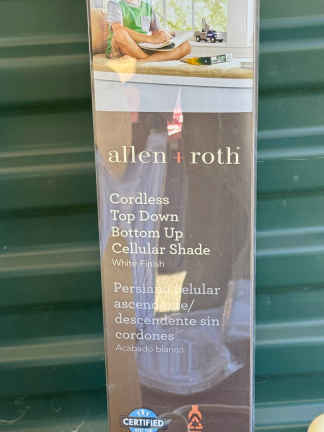 allen + roth
Cordless
Top Down
Bottom Up
Cellular Shade
White Finish
Persiana celular
ascendente/
descendente sin
cordones
Acabado blanco
CERTIFIED